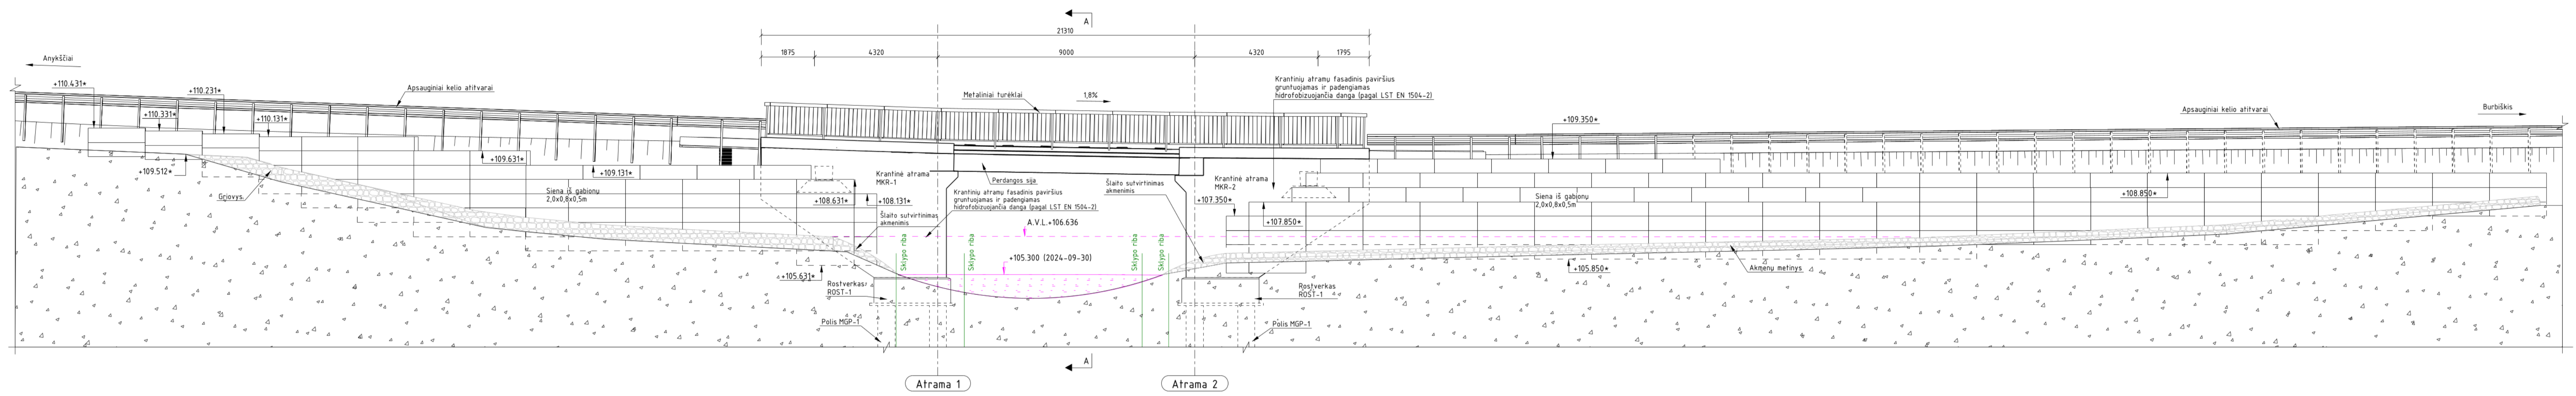 A
21310
1875
4320
9000
4320
1795
Anykščiai
+110.431*
+110.331*
+110.231*
+110.131*
Apsauginiai kelio atitvarai
Metaliniai turėklai
1,8%
Krantinių atramų fasadinis paviršius
gruntuojamas ir padengiamas
hidrofobizuojančia danga (pagal LST EN 1504-2)
+109.350*
Apsauginiai kelio atitvarai
Burbiškis
+109.512*
Griovys
+109.631*
+109.131*
Siena iš gabionų
2,0x0,8x0,5m
+108.631*
Krantinė atrama
MKR-1
+108.131*
Perdangos sija
Krantinių atramų fasadinis paviršius
gruntuojamas ir padengiamas
hidrofobizuojančia danga (pagal LST EN 1504-2)
Šlaito sutvirtinimas
akmenimis
Šlaito sutvirtinimas
akmenimis
Krantinė atrama
MKR-2
+107.350*
+107.850*
Siena iš gabionų
2,0x0,8x0,5m
+108.850*
A.V.L.+106.636
Sklypo riba
Sklypo riba
Sklypo riba
Sklypo riba
+105.300 (2024-09-30)
+105.631*
+105.850*
Akmenų metinys
Rostverkas
ROST-1
Rostverkas
ROST-1
Polis MGP-1
Polis MGP-1
A
Atrama 1
Atrama 2